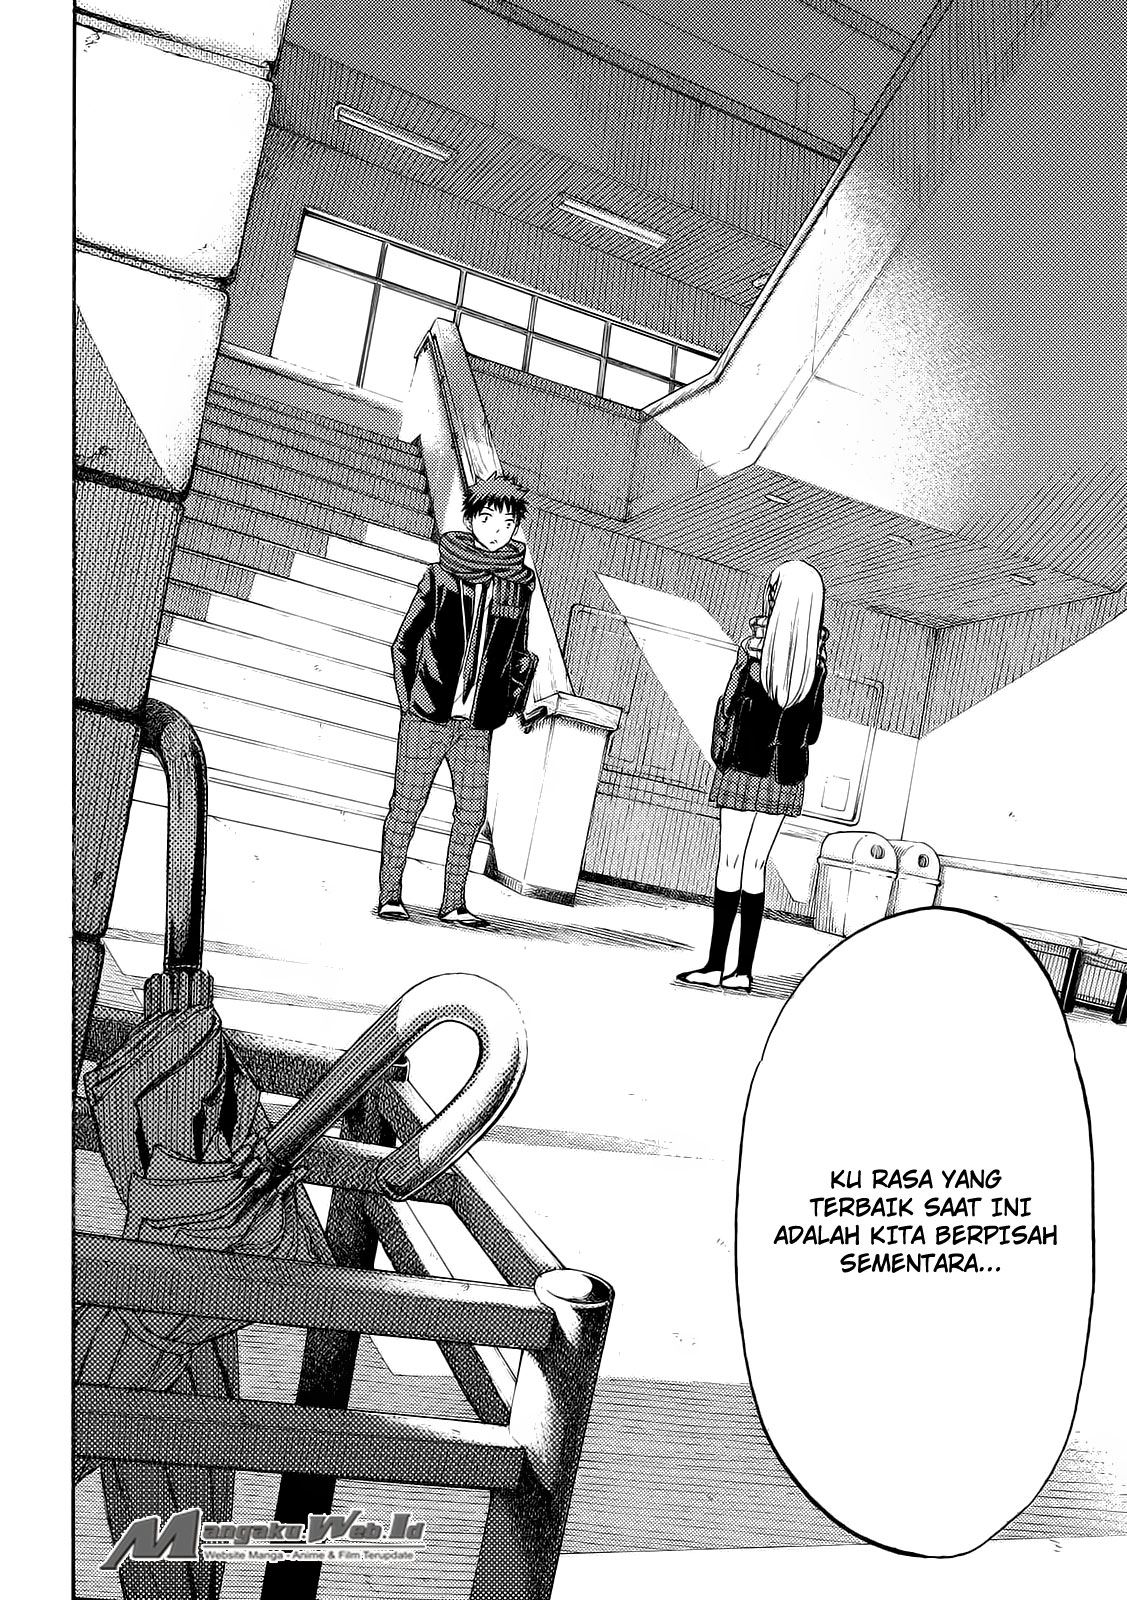 KU RASA YANG
TERBAIK SAAT INI
ADALAH KITA BERPISAH
SEMENTARA...
Mangaku.Web.Id
Website Manga - Anime & Film Terupdate